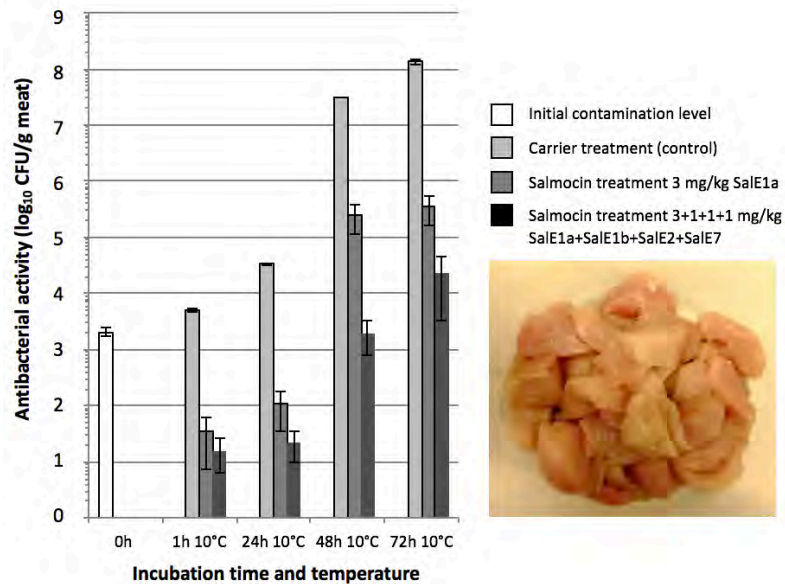 9
8
7
6
5
4
3
2
1
0
Antibacterial activity (log₁₀ CFU/g meat)
0h
1h 10°C
24h 10°C
48h 10°C
72h 10°C
Incubation time and temperature
Initial contamination level
Carrier treatment (control)
Salmocin treatment 3 mg/kg SalE1a
Salmocin treatment 3+1+1+1 mg/kg
SalE1a+SalE1b+SalE2+SalE7